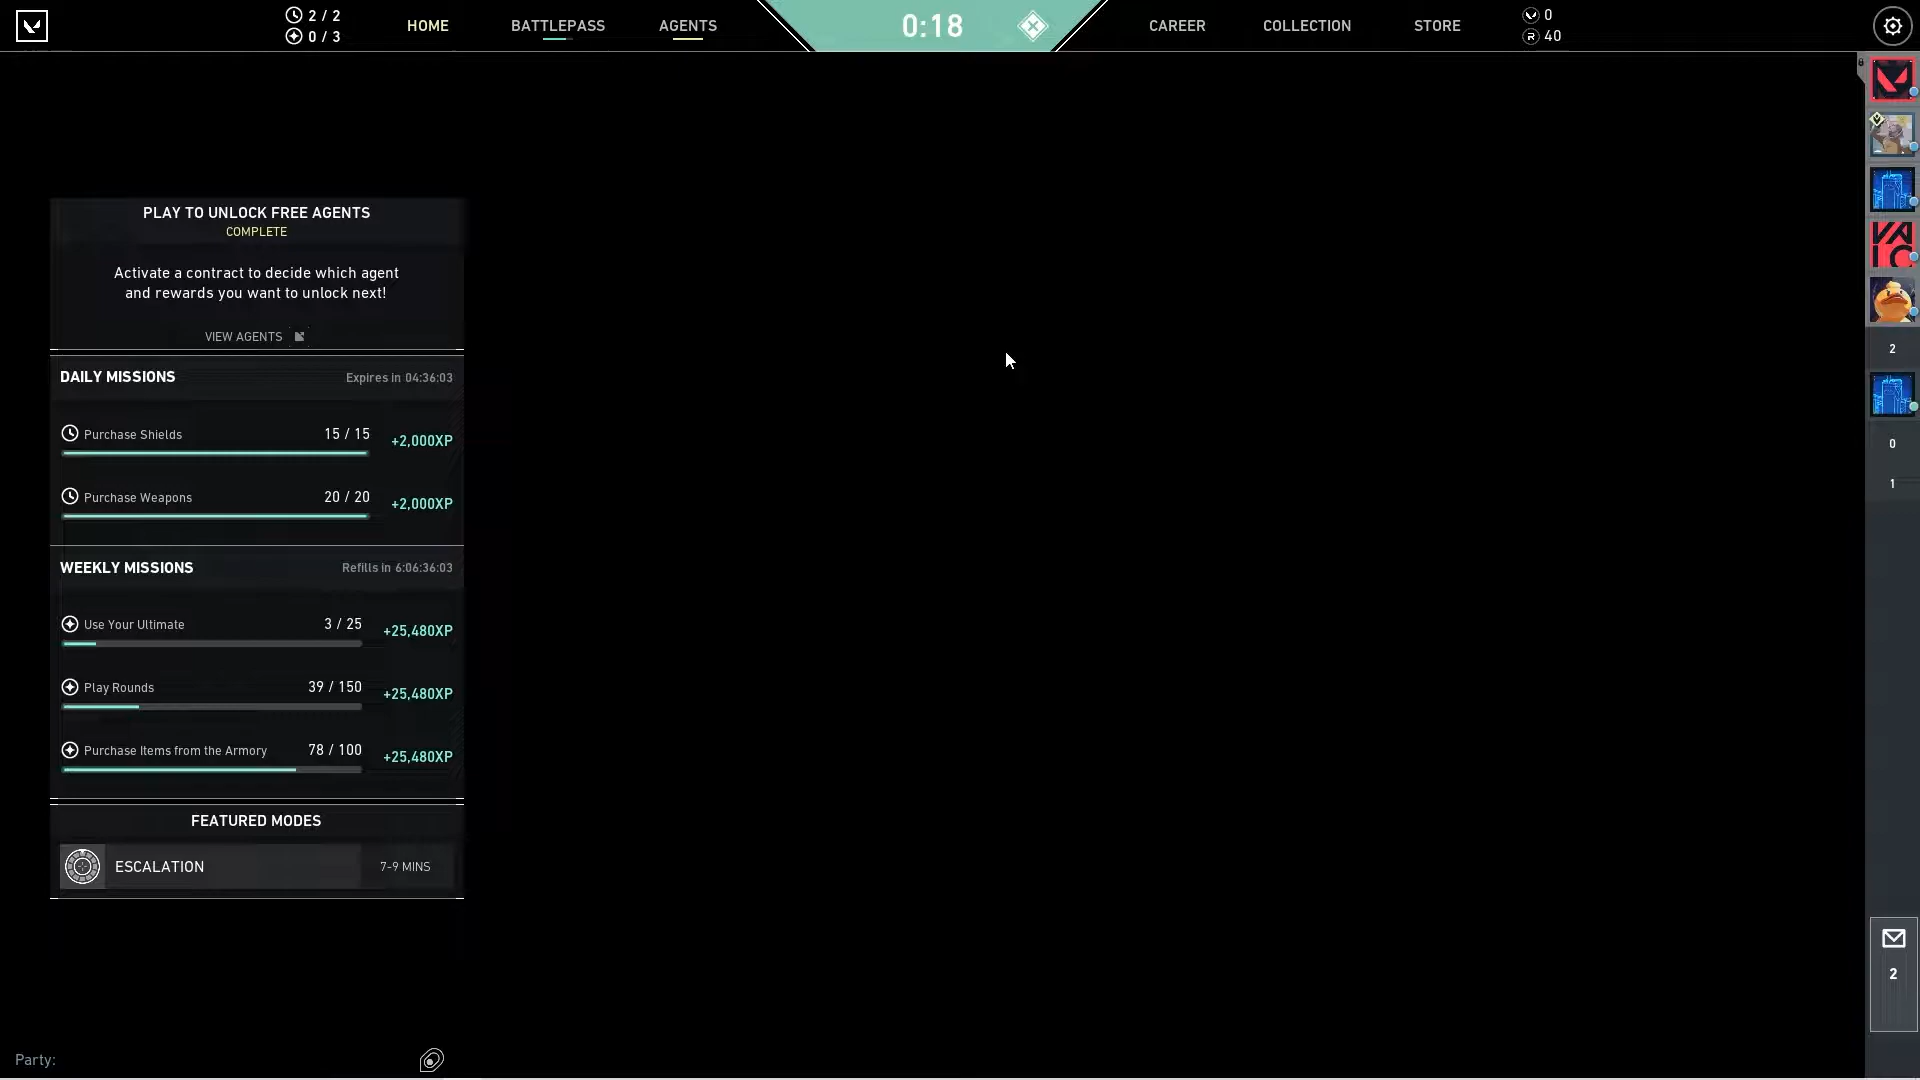 2 / 2
0 / 3
HOME
BATTLEPASS
AGENTS
0:18
CAREER
COLLECTION
STORE
0
R 40
PLAY TO UNLOCK FREE AGENTS
COMPLETE
Activate a contract to decide which agent
and rewards you want to unlock next!
VIEW AGENTS
DAILY MISSIONS
Expires in 04:36:03
Purchase Shields
15 / 15
+2,000XP
Purchase Weapons
20 / 20
+2,000XP
WEEKLY MISSIONS
Refills in 6:06:36:03
Use Your Ultimate
3 / 25
+25,480XP
Play Rounds
39 / 150
+25,480XP
Purchase Items from the Armory
78 / 100
+25,480XP
FEATURED MODES
ESCALATION
7-9 MINS
2
0
1
2
Party: